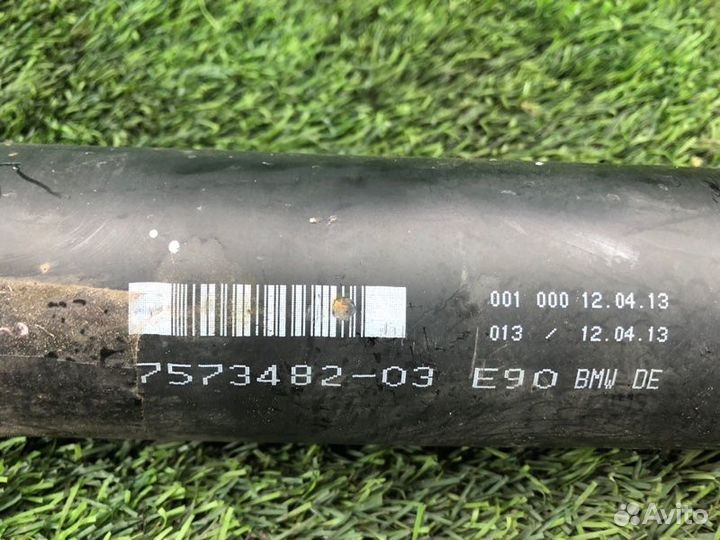 001 000 12.04.13
013 / 12.04.13
7573482-03 E90 BMW DE
Avito